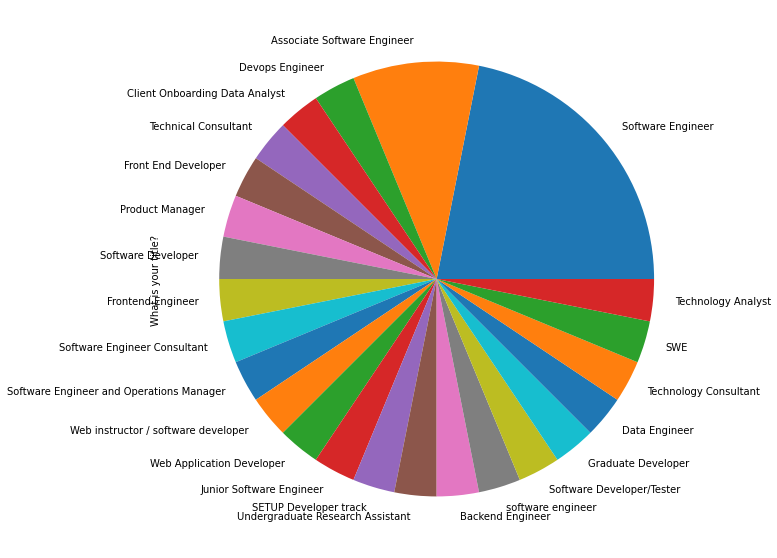 Associate Software Engineer
Devops Engineer
Client Onboarding Data Analyst
Software Engineer
Technical Consultant
Front End Developer
Product Manager
Software Developer
What is your title?
Frontend Engineer
Technology Analyst
Software Engineer Consultant
SWE
Software Engineer and Operations Manager
Technology Consultant
Web instructor / software developer
Data Engineer
Web Application Developer
Graduate Developer
Junior Software Engineer
Software Developer/Tester
SETUP Developer track
software engineer
Undergraduate Research Assistant
Backend Engineer